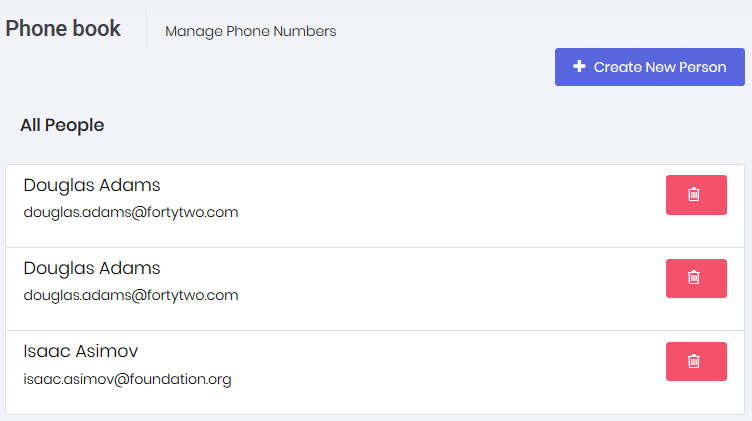 Phone book
Manage Phone Numbers
Create New Person
All People
Douglas Adams
douglas.adams@fortytwo.com
Douglas Adams
douglas.adams@fortytwo.com
Isaac Asimov
isaac.asimov@foundation.org